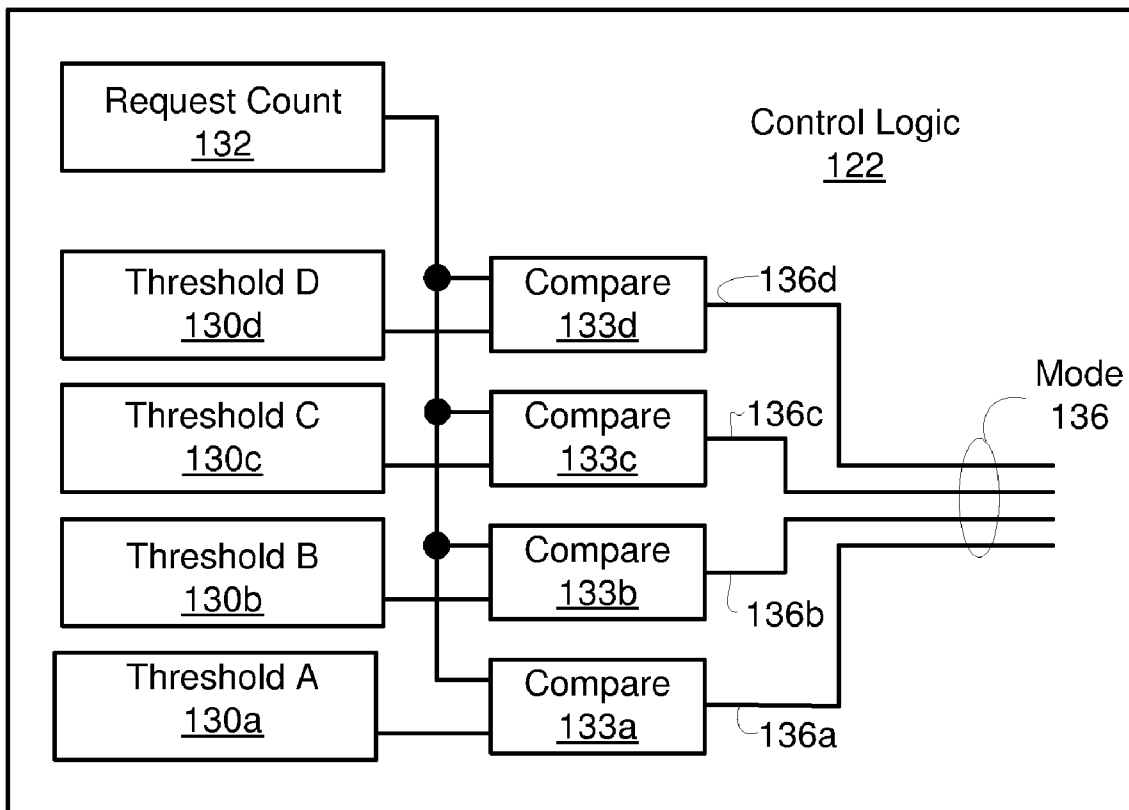 Request Count
132
Control Logic
122
Threshold D
130d
Compare
133d
136d
Threshold C
130c
Compare
133c
136c
Mode
136
Threshold B
130b
Compare
133b
136b
Threshold A
130a
Compare
133a
136a